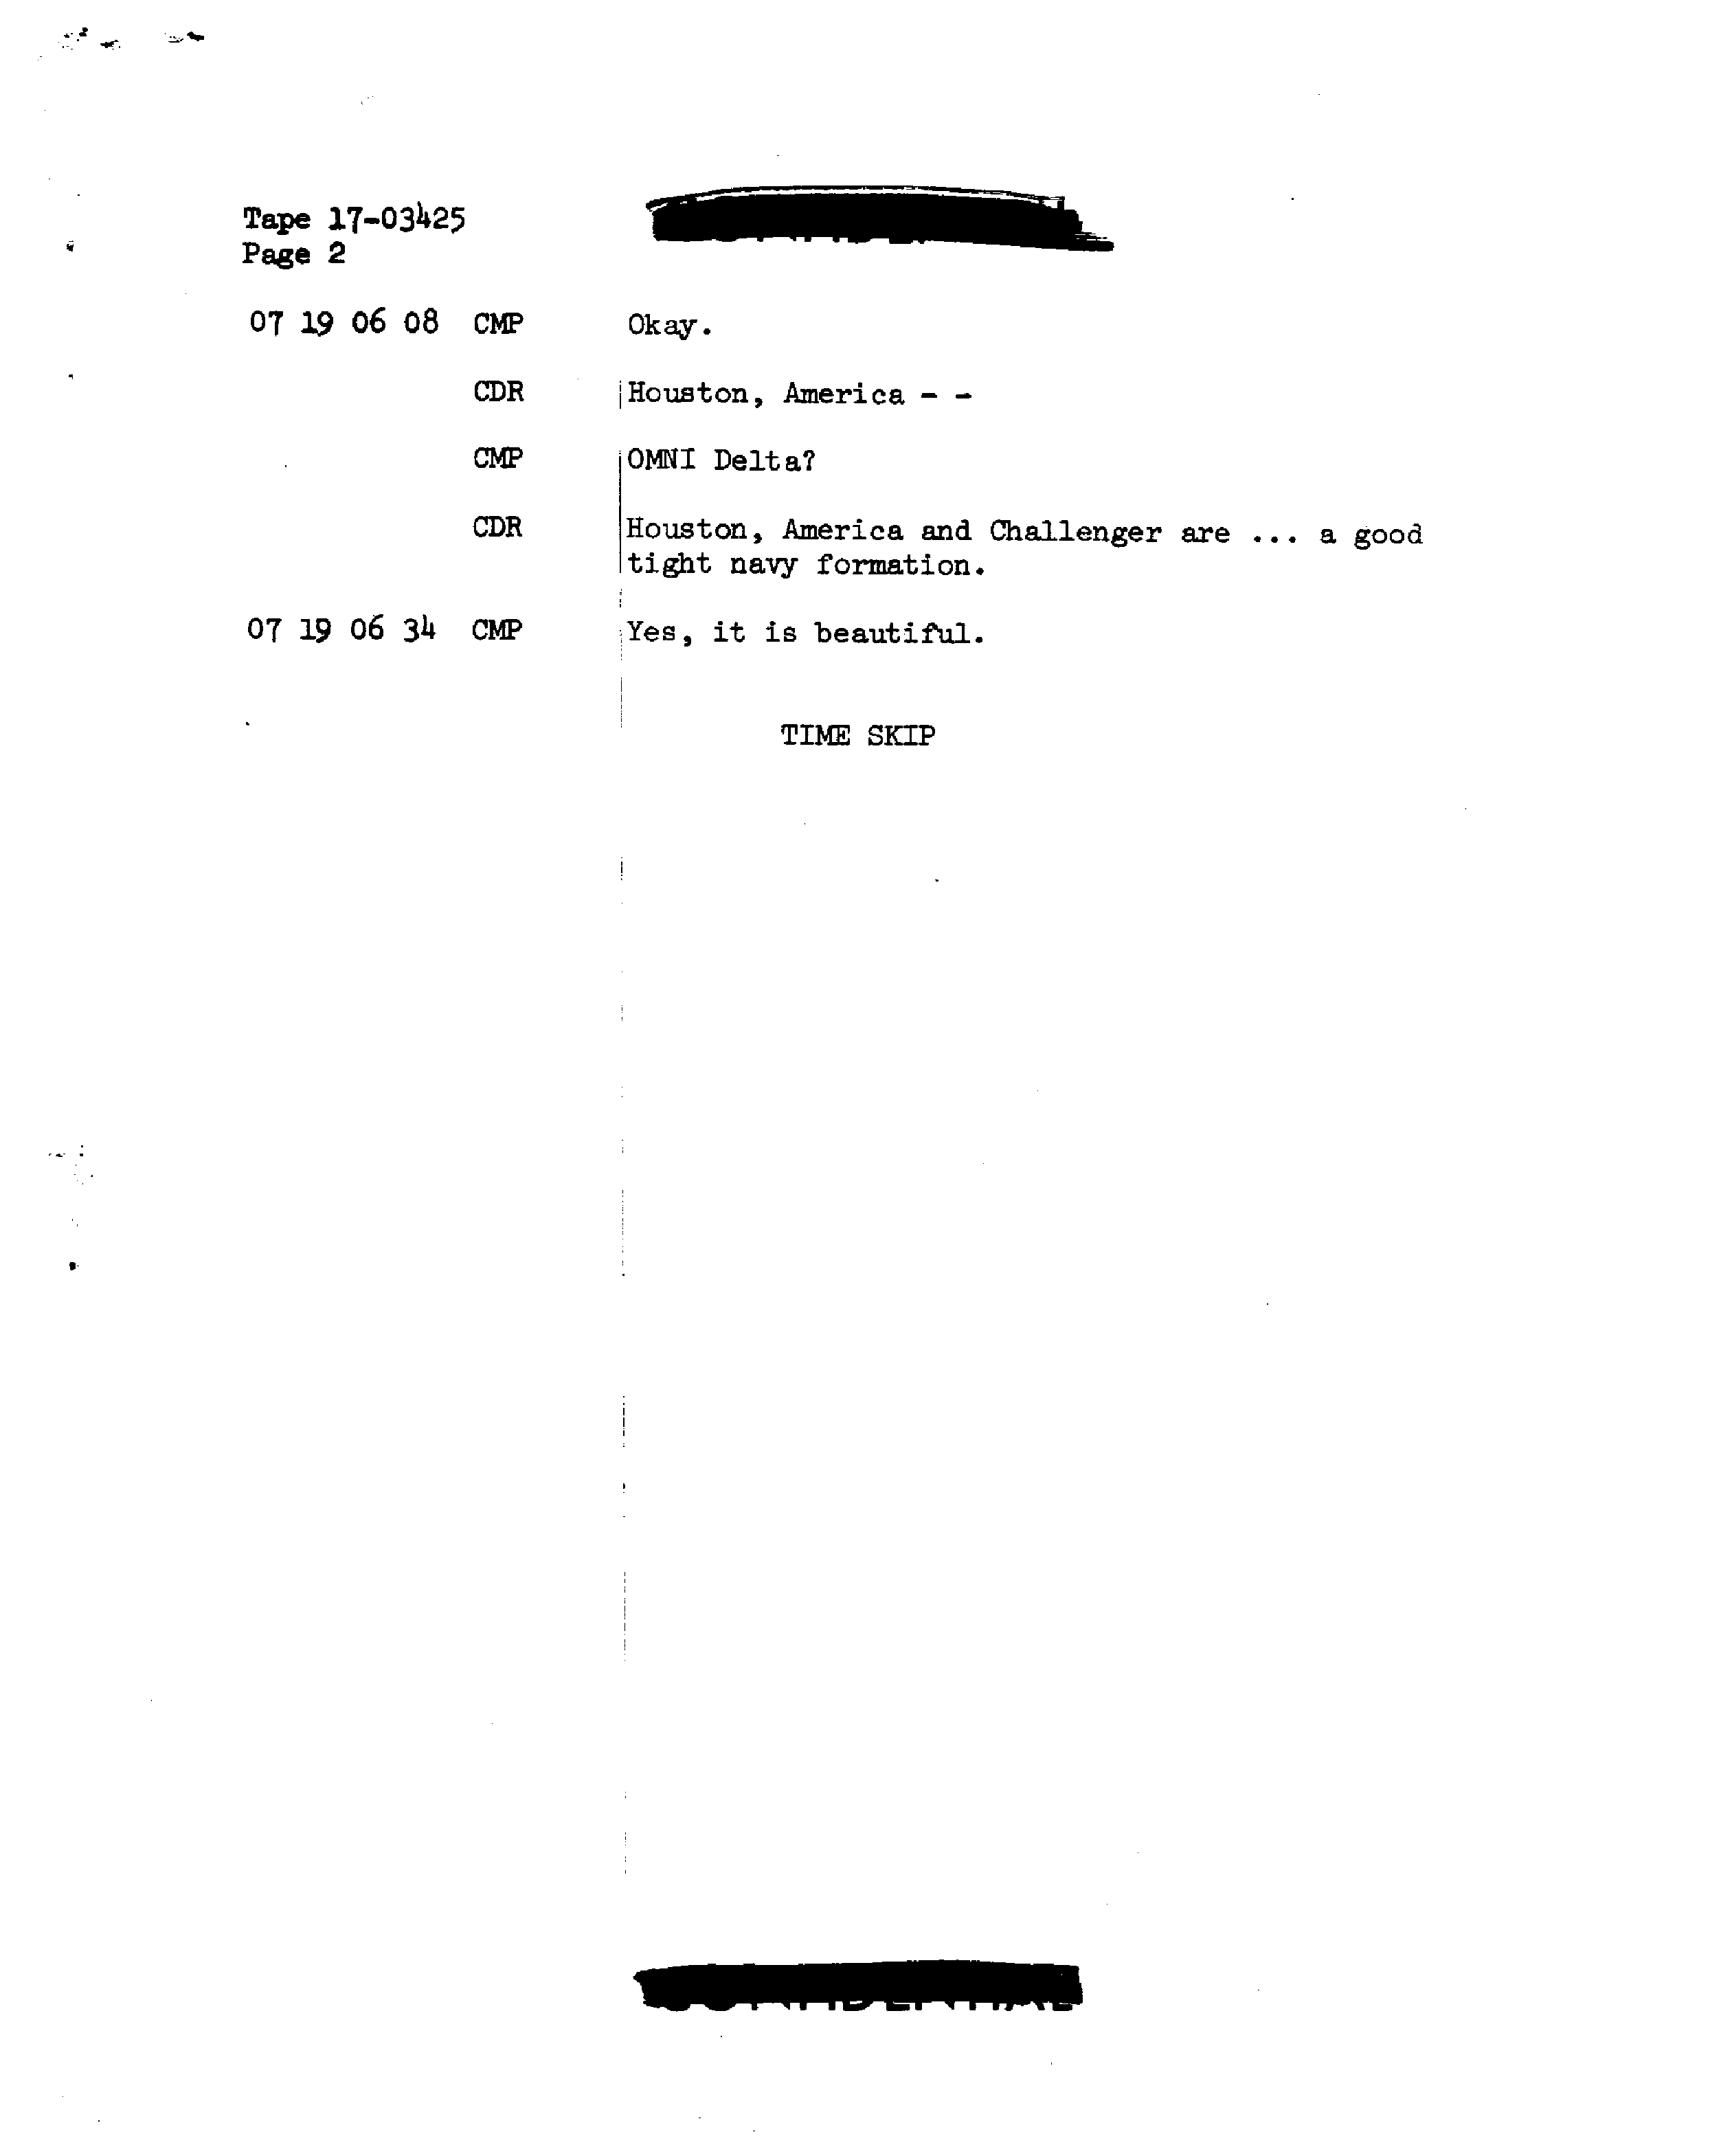 Tape 17-03425
Page 2
07 19 06 08 CMP Okay.
CDR Houston, America - -
CMP OMNI Delta?
CDR Houston, America and Challenger are ... a good
tight navy formation.
07 19 06 34 CMP Yes, it is beautiful.
TIME SKIP